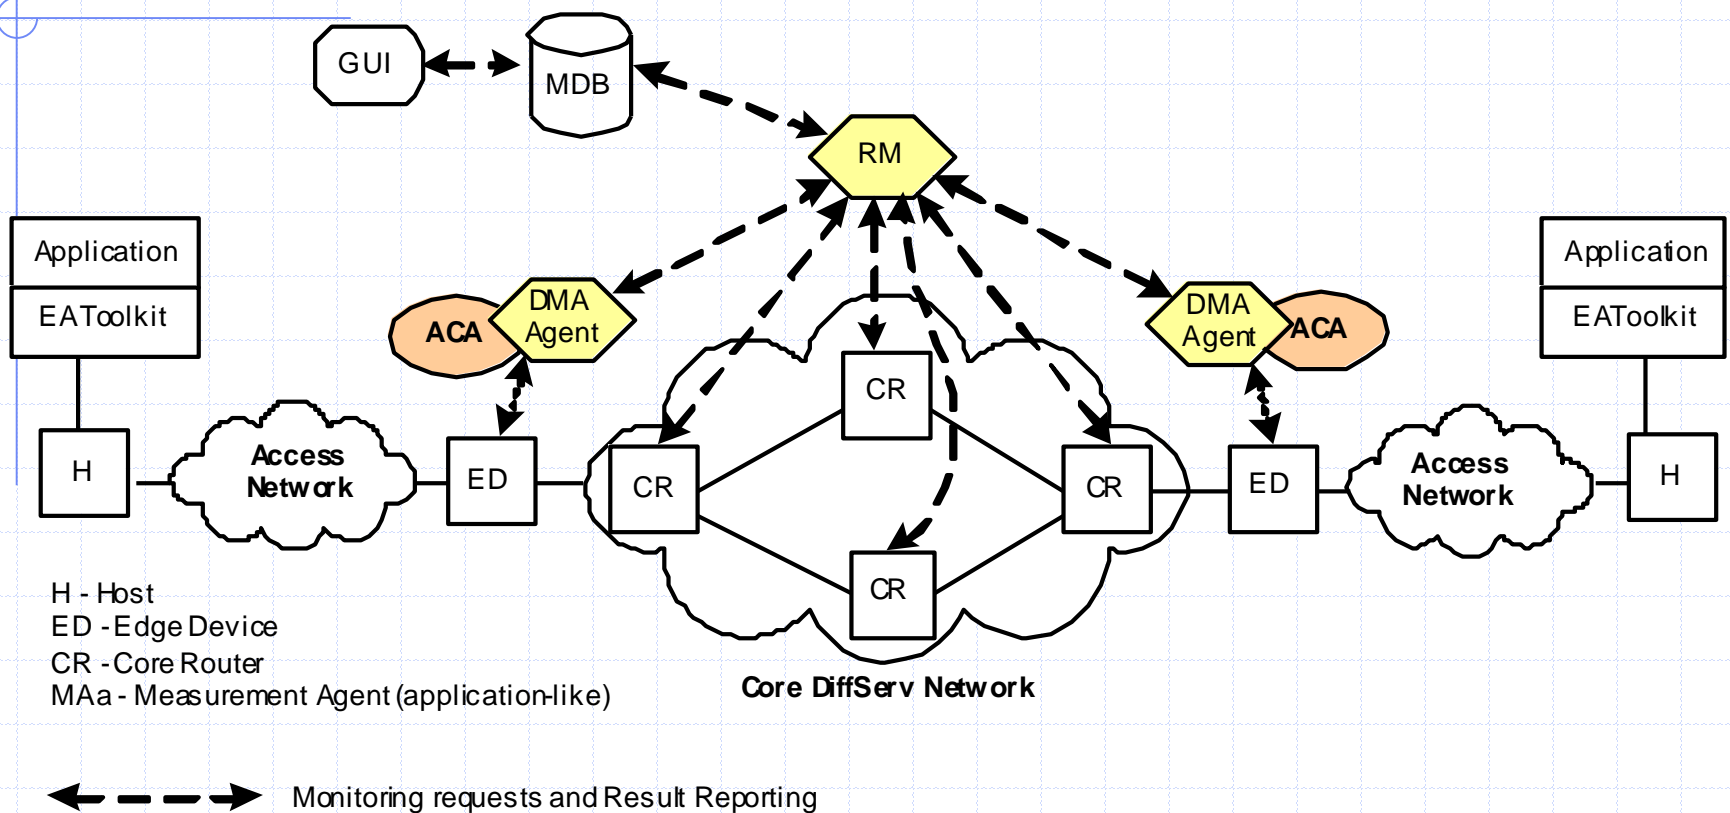 GUI
MDB
RM
Application
EAToolkit
ACA
DMA
Agent
DMA
Agent
ACA
Application
EAToolkit
H
Access
Network
ED
CR
CR
CR
CR
ED
Access
Network
H
H - Host
ED - Edge Device
CR - Core Router
MAa - Measurement Agent (application-like)
Core DiffServ Network
Monitoring requests and Result Reporting